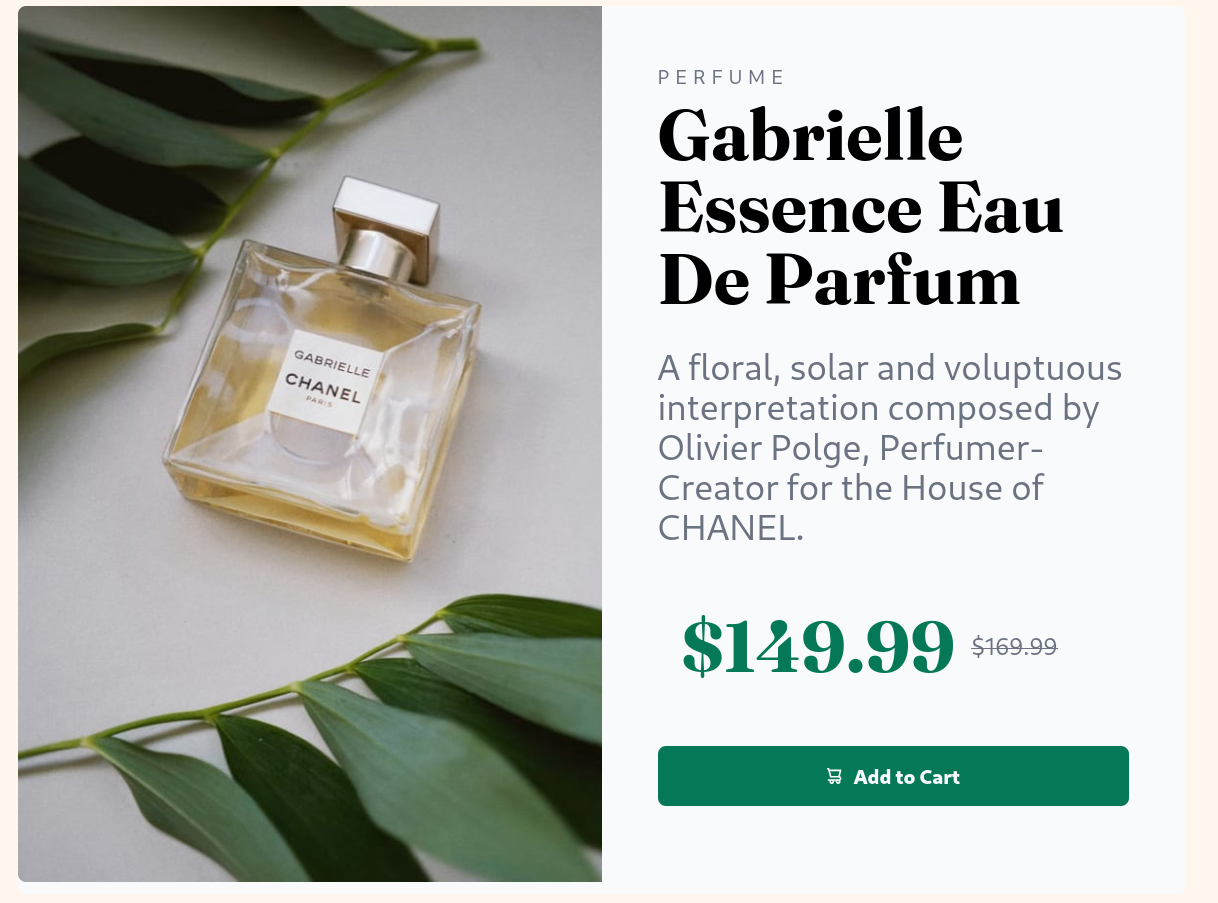 GABRIELLE
CHANEL
PARIS
PERFUME
Gabrielle
Essence Eau
De Parfum
A floral, solar and voluptuous
interpretation composed by
Olivier Polge, Perfumer-
Creator for the House of
CHANEL.
$149.99 $169.99
Add to Cart